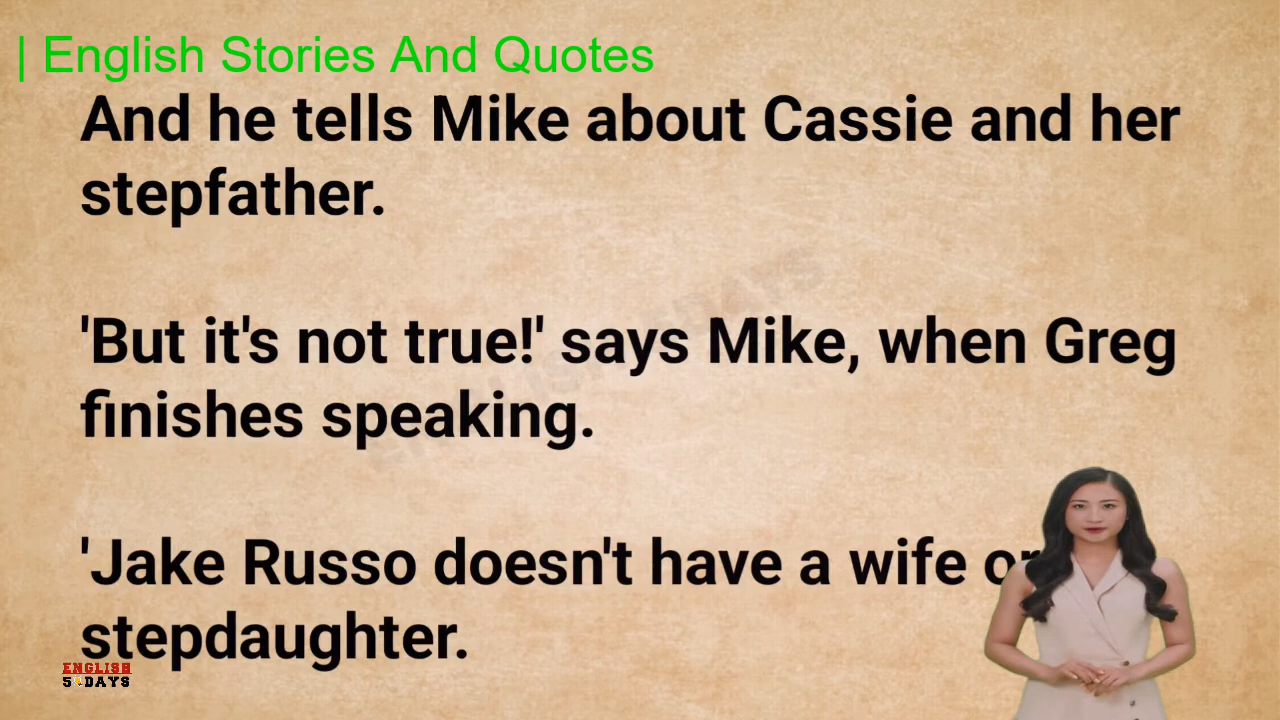 | English Stories And Quotes
And he tells Mike about Cassie and her
stepfather.
'But it's not true!' says Mike, when Greg
finishes speaking.
'Jake Russo doesn't have a wife or
stepdaughter.
ENGLISH
5 DAYS